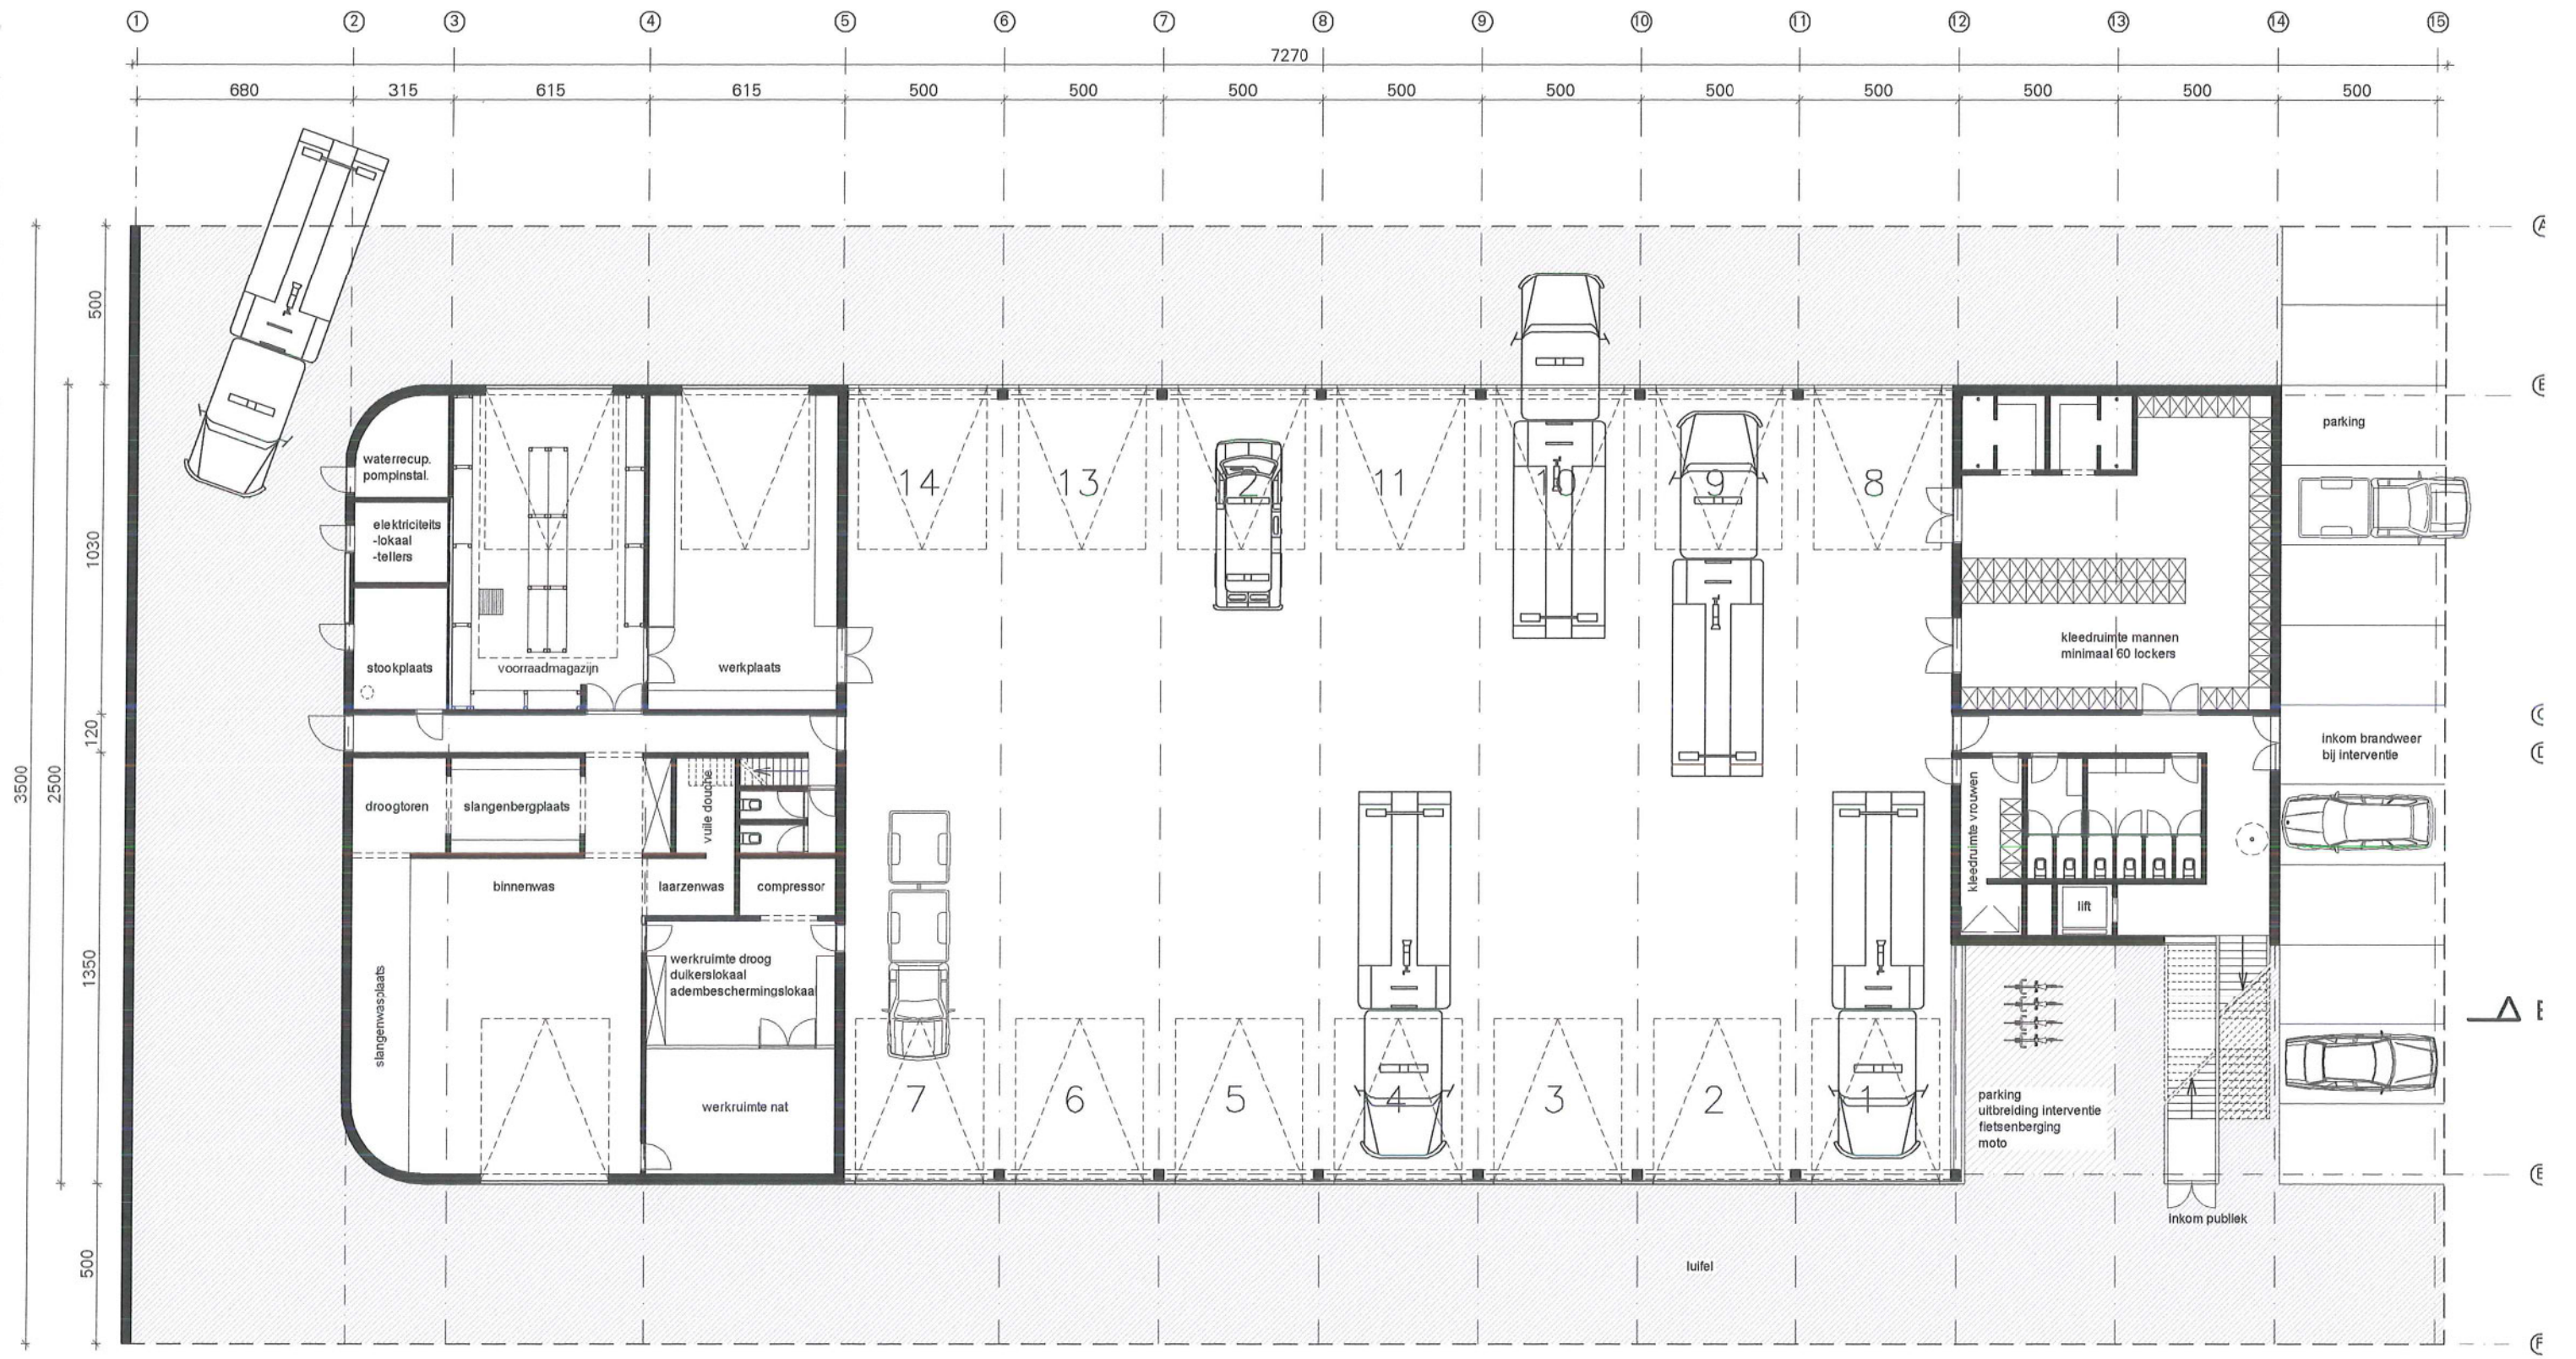 1 2 3 4 5 6 7 8 9 10 11 12 13 14 15
7270
680 315 615 615 500 500 500 500 500 500 500 500 500 500
A
500
B
parking
waterrecup.
pompinstal.
14 13 2 11 10 9 8
elektriciteits
-lokaal
-tellers
1030
kleedruimte mannen
minimaal 60 lockers
stookplaats
voorraadmagazijn
werkplaats
C
120
inkom brandweer
bij interventie
D
3500
2500
droogtoren
slangenbergplaats
vuile douche
kleedruimte vrouwen
binnenwas
laarzenwas
compressor
lift
werkruimte droog
duikerslokaal
adembeschermingslokaal
1350
slangenwasplaats
7 6 5 4 3 2 1
werkruimte nat
parking
uitbreiding interventie
fietsenberging
moto
E
inkom publiek
500
luifel
F